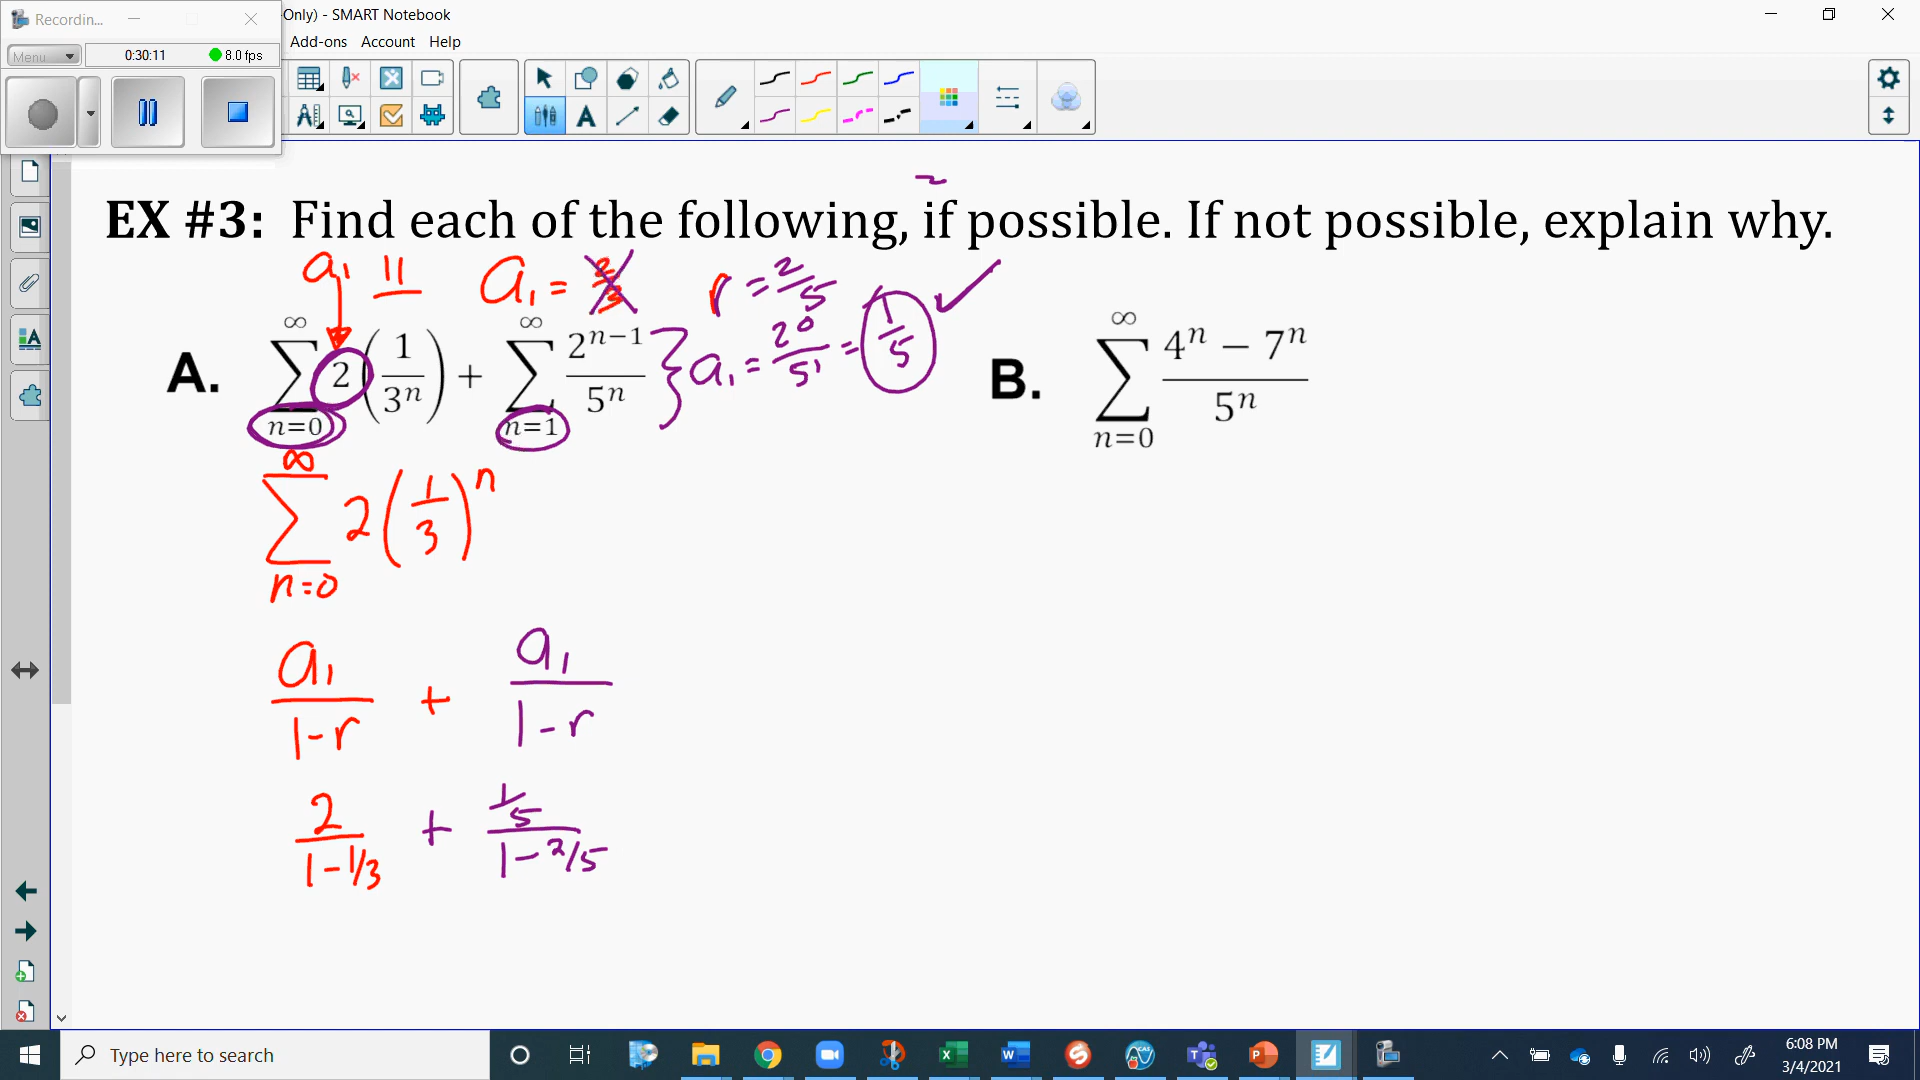 Recordin...
Only) - SMART Notebook
Menu
0:30:11
8.0 fps
Add-ons Account Help
EX #3: Find each of the following, if possible. If not possible, explain why.
a₁ = r = 2/5
A. ∑_{n=0}^{∞} 2(1/3ⁿ) + ∑_{n=1}^{∞} 2ⁿ⁻¹/5ⁿ } a₁ = 2⁰/5¹ = 1/5 ✓
B. ∑_{n=0}^{∞} (4ⁿ − 7ⁿ)/5ⁿ
a₁
∑_{n=0}^{∞} 2(1/3)ⁿ
a₁/(1-r) + a₁/(1-r)
2/(1-1/3) + (1/5)/(1-2/5)
Type here to search
6:08 PM
3/4/2021